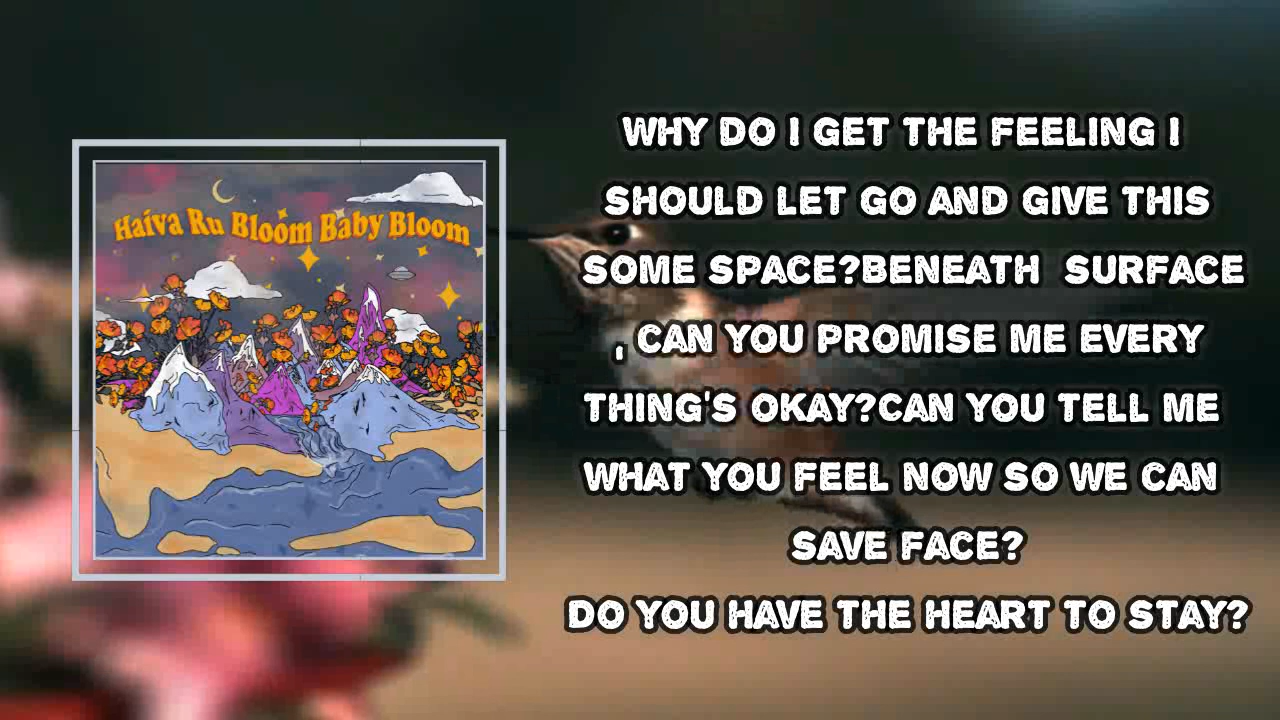 Haiva Ru Bloom Baby Bloom
WHY DO I GET THE FEELING I
SHOULD LET GO AND GIVE THIS
SOME SPACE?BENEATH  SURFACE
, CAN YOU PROMISE ME EVERY
THING'S OKAY?CAN YOU TELL ME
WHAT YOU FEEL NOW SO WE CAN
SAVE FACE?
DO YOU HAVE THE HEART TO STAY?